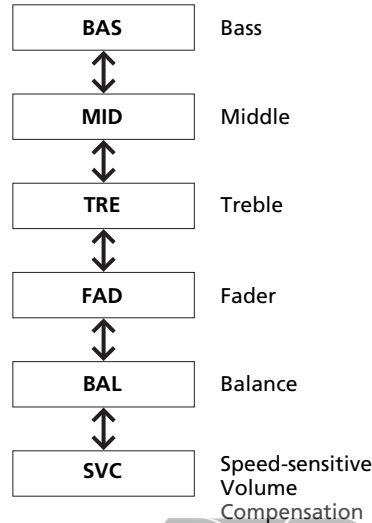 BAS Bass
MID Middle
TRE Treble
FAD Fader
BAL Balance
SVC Speed-sensitive
Volume
Compensation